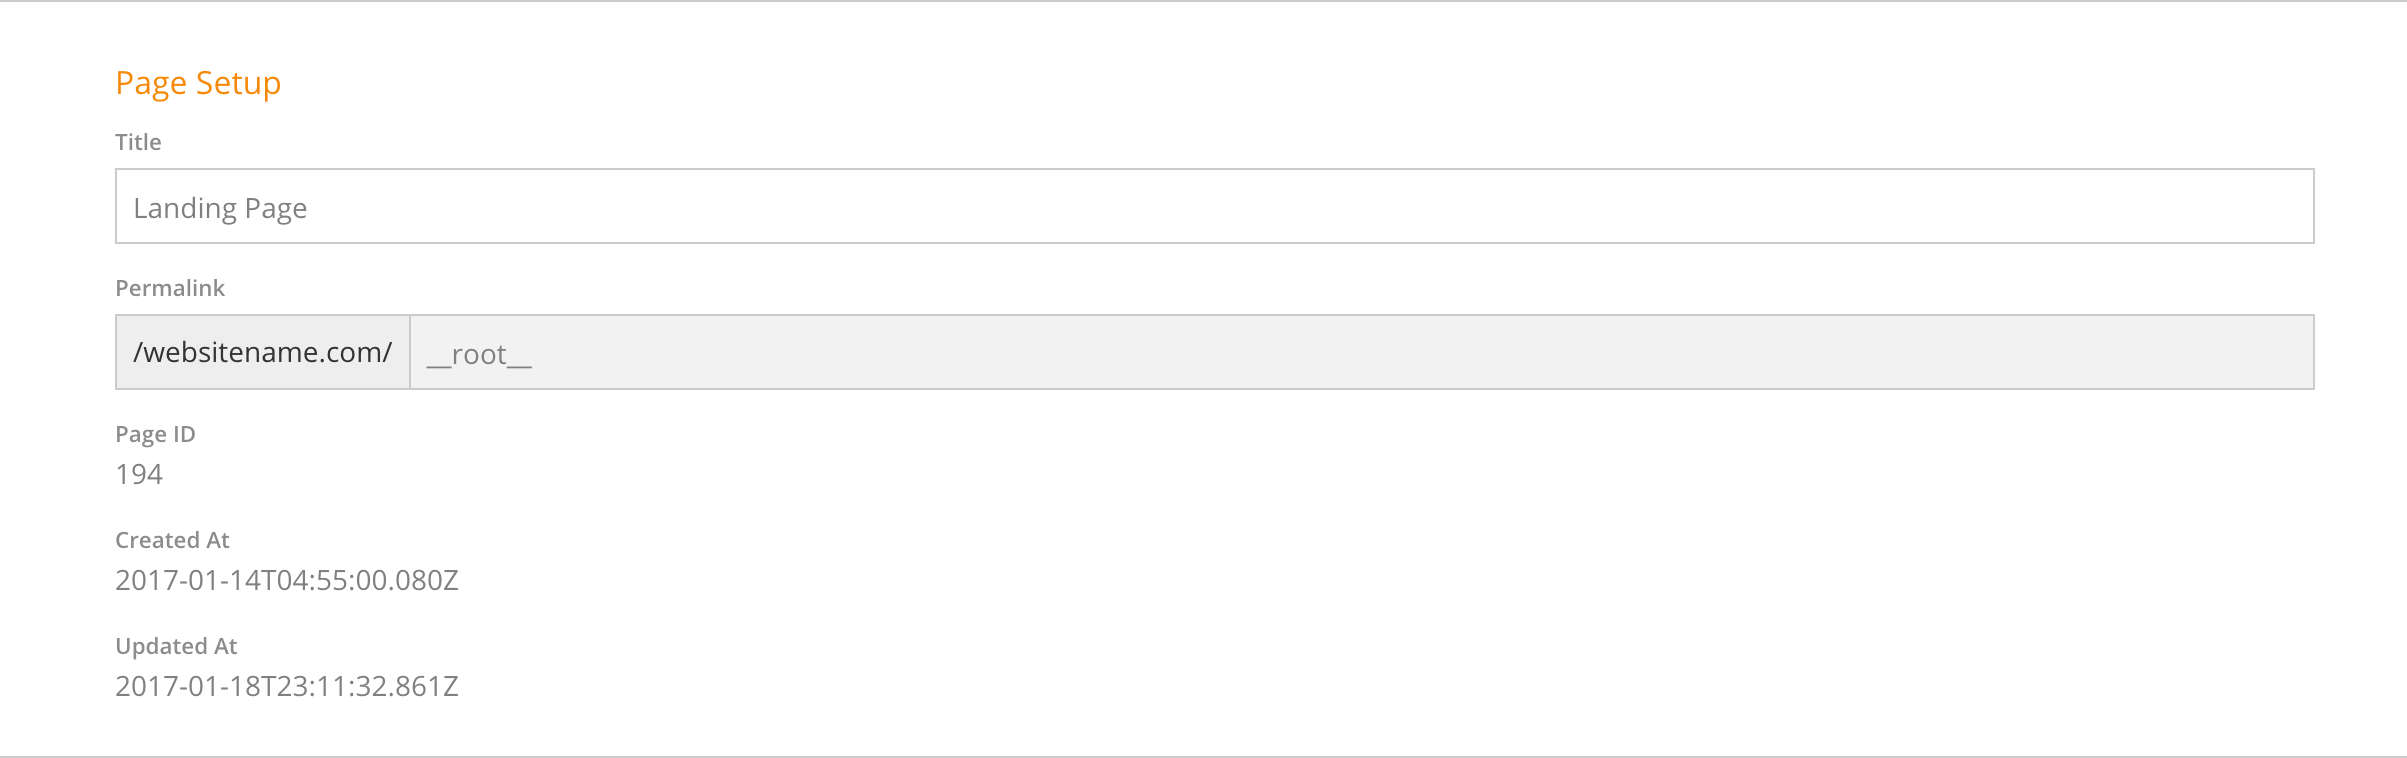 Page Setup
Title
Landing Page
Permalink
/websitename.com/ __root__
Page ID
194
Created At
2017-01-14T04:55:00.080Z
Updated At
2017-01-18T23:11:32.861Z